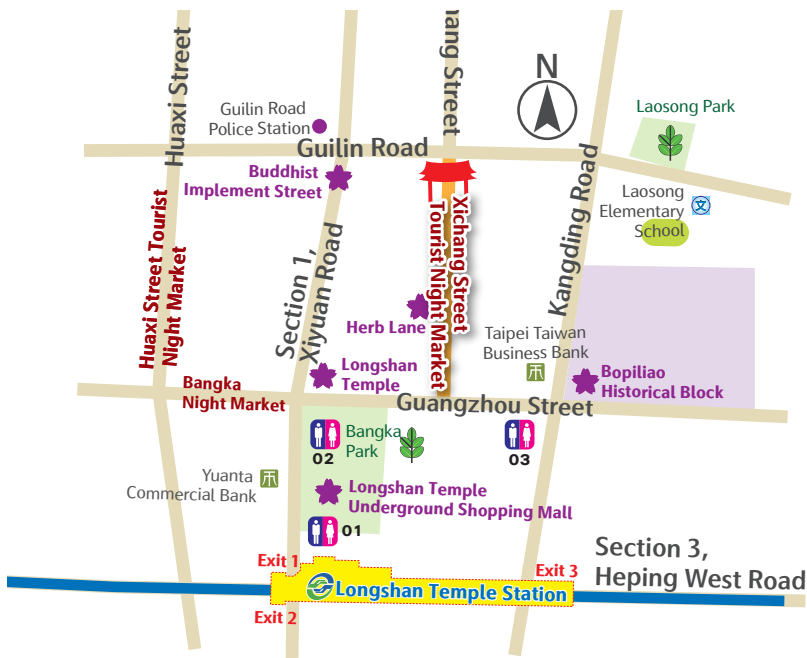 Huaxi Street
ang Street
N
Guilin Road
Police Station
Guilin Road
Laosong Park
Buddhist
Implement Street
Laosong
Elementary
School
文
Kangding Road
Xichang Street
Tourist Night Market
Section 1,
Xiyuan Road
Huaxi Street Tourist
Night Market
Herb Lane
Taipei Taiwan
Business Bank
Longshan
Temple
Bopiliao
Historical Block
Bangka
Night Market
Guangzhou Street
Bangka
Park
02
03
Yuanta
Commercial Bank
Longshan Temple
Underground Shopping Mall
01
Exit 1
Exit 3
Section 3,
Heping West Road
Longshan Temple Station
Exit 2